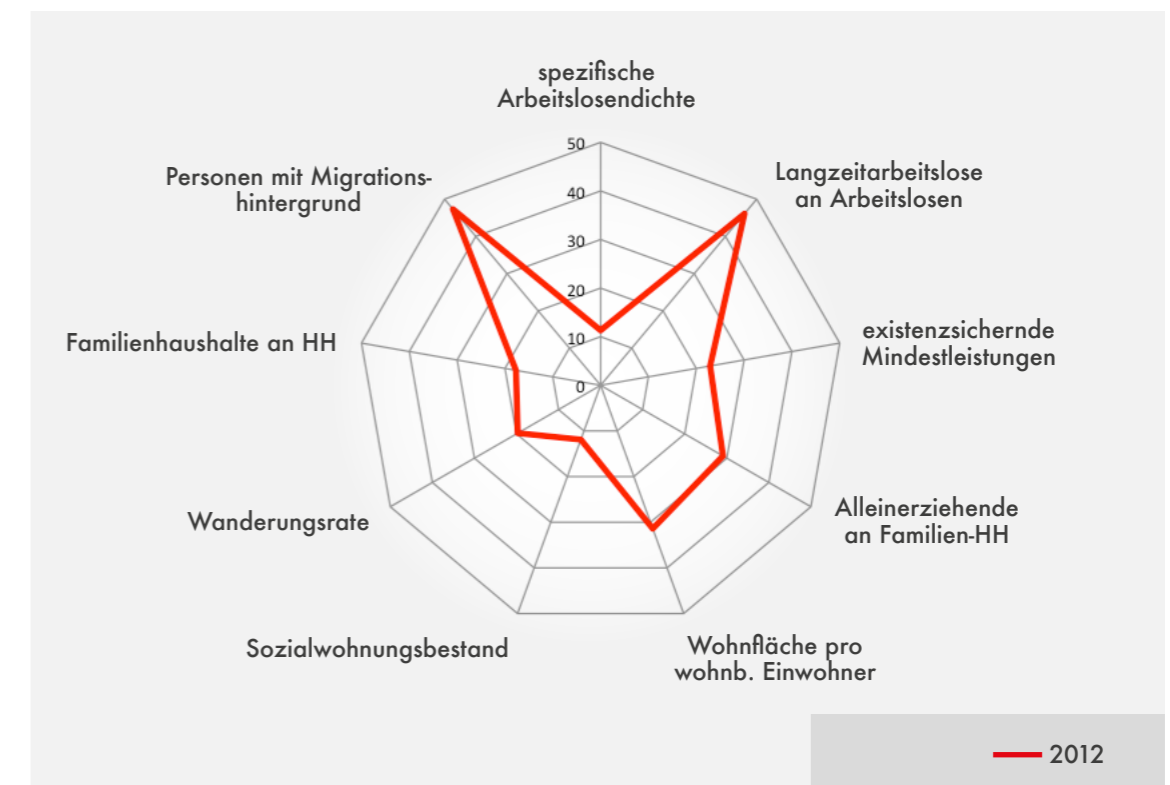 spezifische
Arbeitslosendichte
Langzeitarbeitslose
an Arbeitslosen
existenzsichernde
Mindestleistungen
Alleinerziehende
an Familien-HH
Wohnfläche pro
wohnb. Einwohner
Sozialwohnungsbestand
Wanderungsrate
Familienhaushalte an HH
Personen mit Migrations-
hintergrund
50
40
30
20
10
0
2012